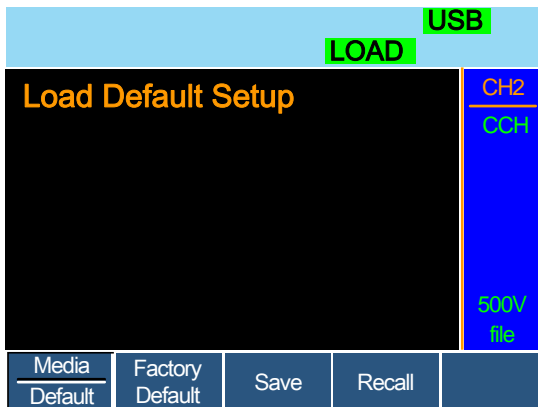 USB
LOAD
Load Default Setup
CH2
CCH
500V
file
Media
Default
Factory
Default
Save
Recall